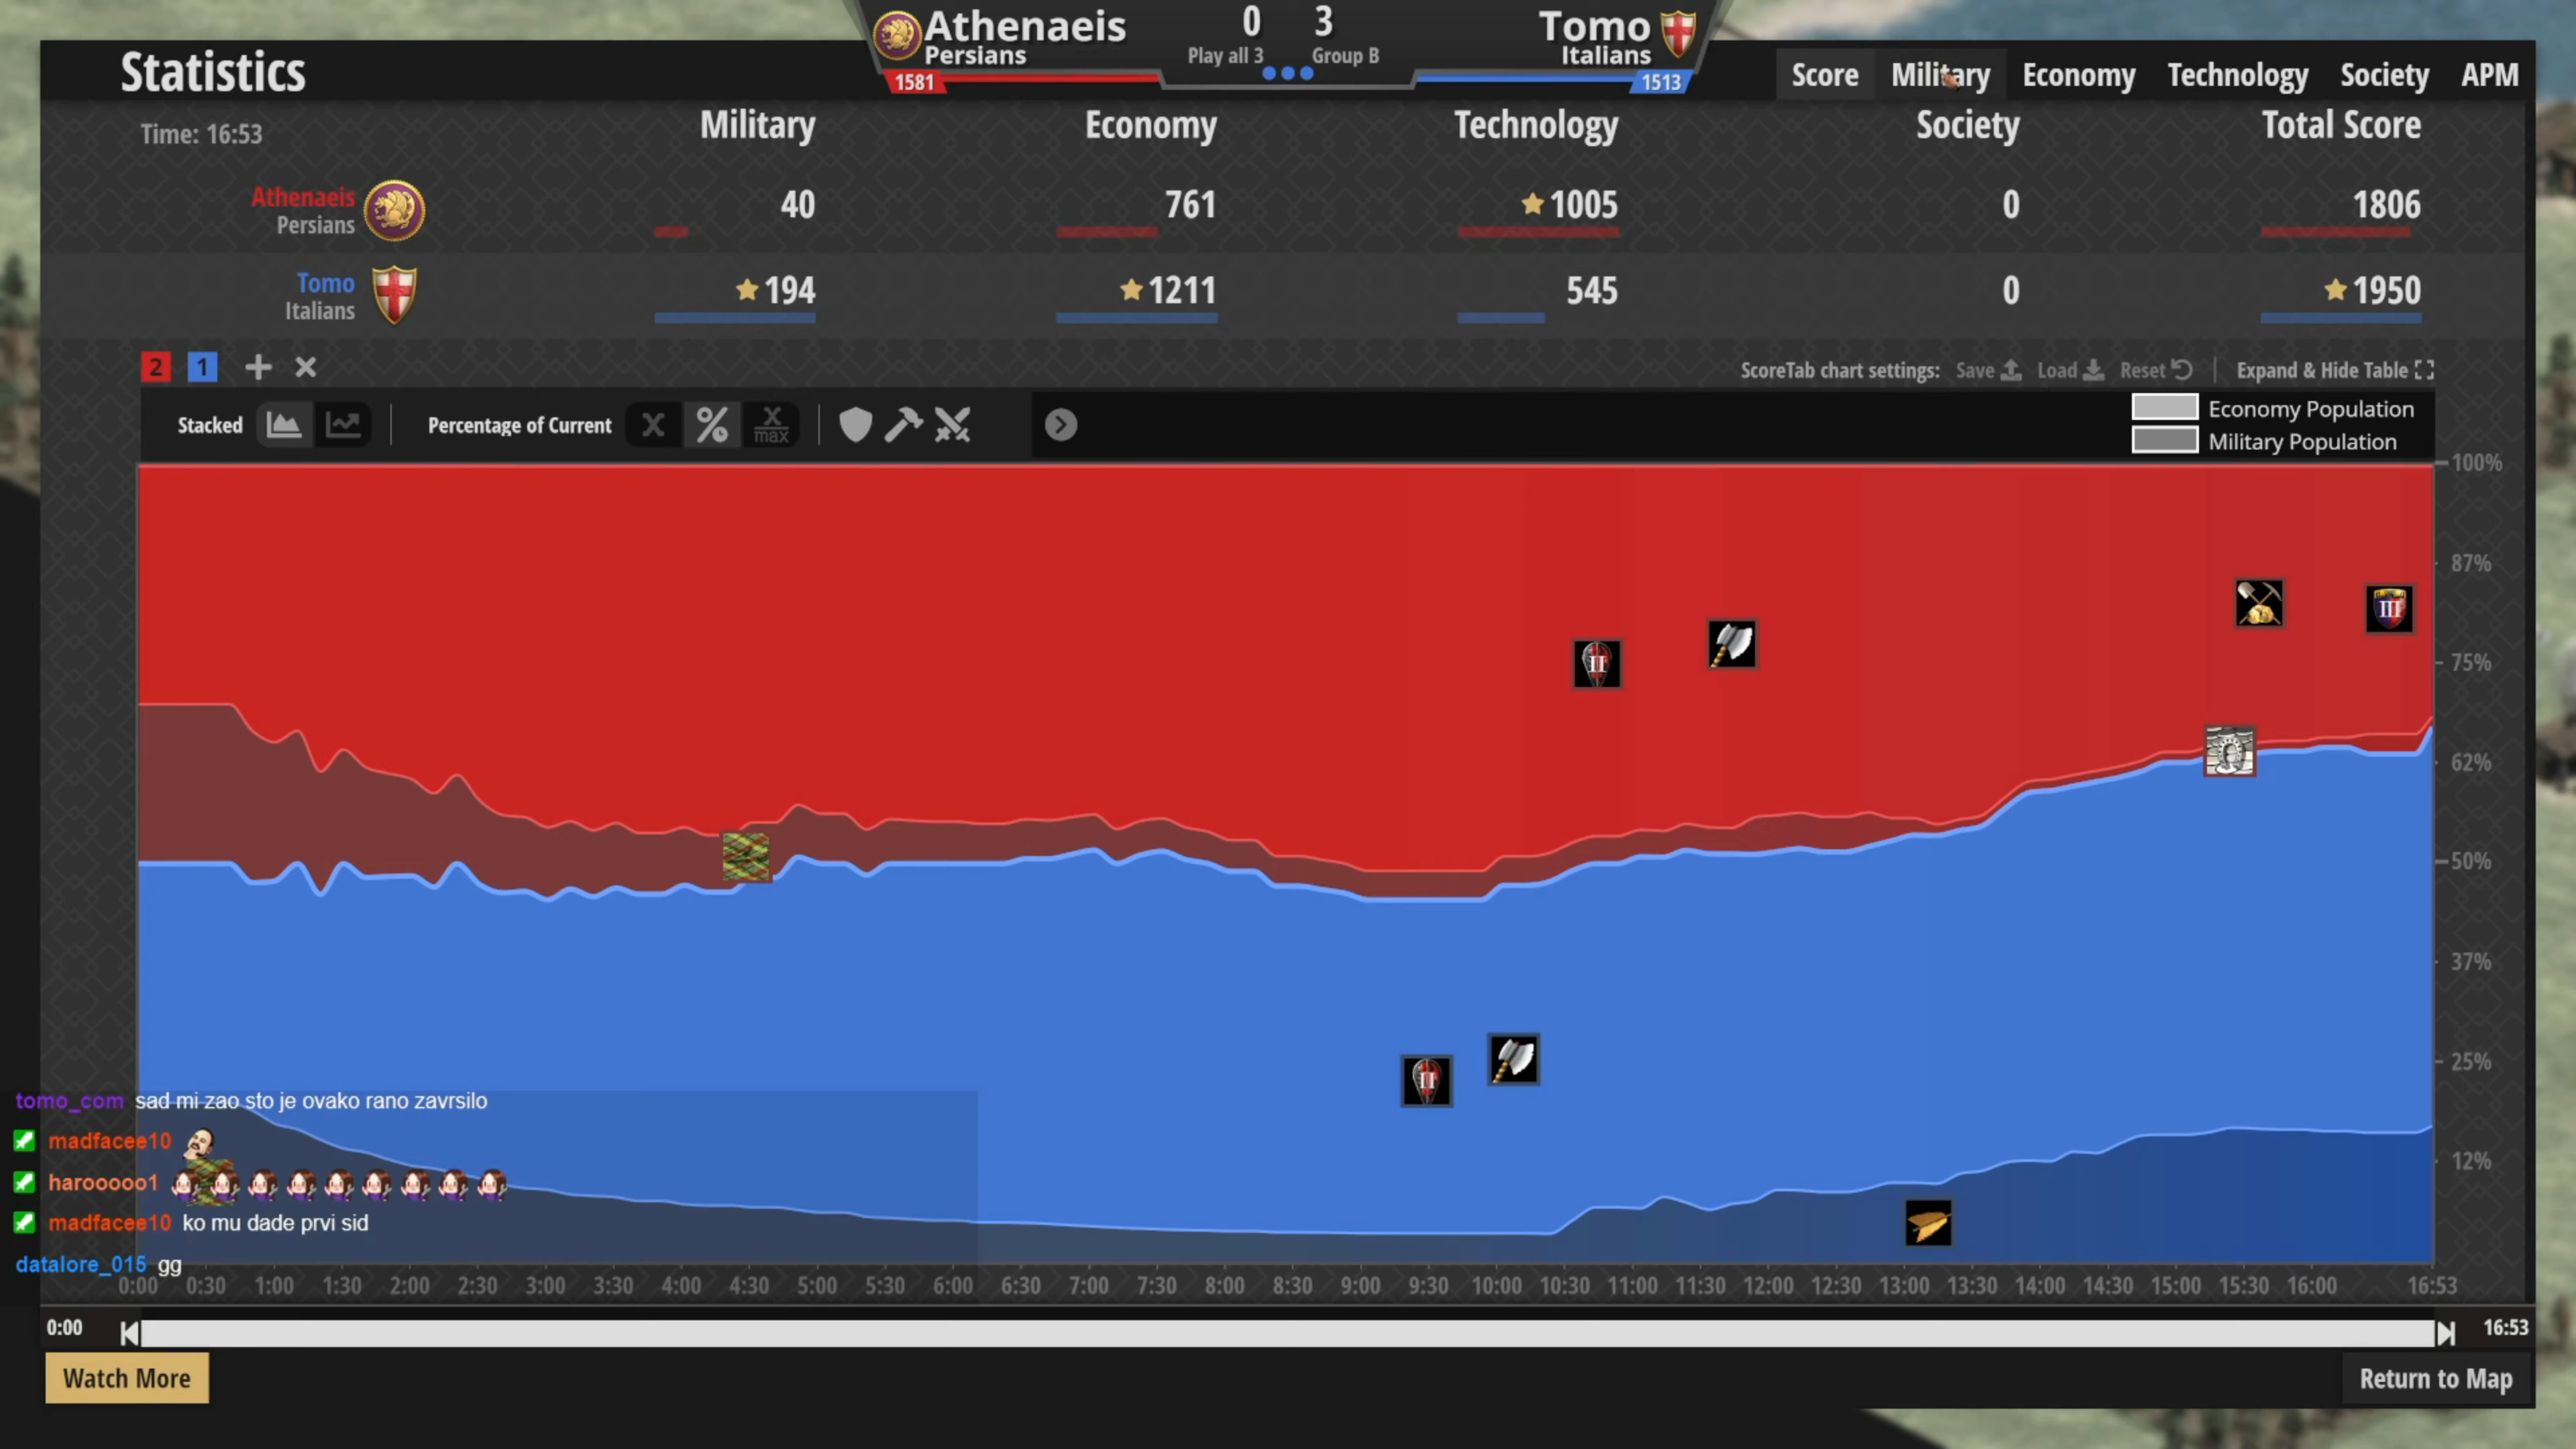 Athenaeis 0 3 Tomo
Persians Play all 3 Group B Italians
1581 1513
Statistics Score Military Economy Technology Society APM
Time: 16:53 Military Economy Technology Society Total Score
Athenaeis 40 761 1005 0 1806
Persians
Tomo 194 1211 545 0 1950
Italians
2 1 ScoreTab chart settings: Save Load Reset Expand & Hide Table
Stacked Percentage of Current X % X max
Economy Population
Military Population
100%
87%
75%
62%
50%
37%
25%
12%
II
III
II
tomo_com sad mi zao sto je ovako rano zavrsilo
madfacee10
harooooo1
madfacee10 ko mu dade prvi sid
datalore_015 gg
0:00 0:30 1:00 1:30 2:00 2:30 3:00 3:30 4:00 4:30 5:00 5:30 6:00 6:30 7:00 7:30 8:00 8:30 9:00 9:30 10:00 10:30 11:00 11:30 12:00 12:30 13:00 13:30 14:00 14:30 15:00 15:30 16:00 16:53
0:00 16:53
Watch More Return to Map